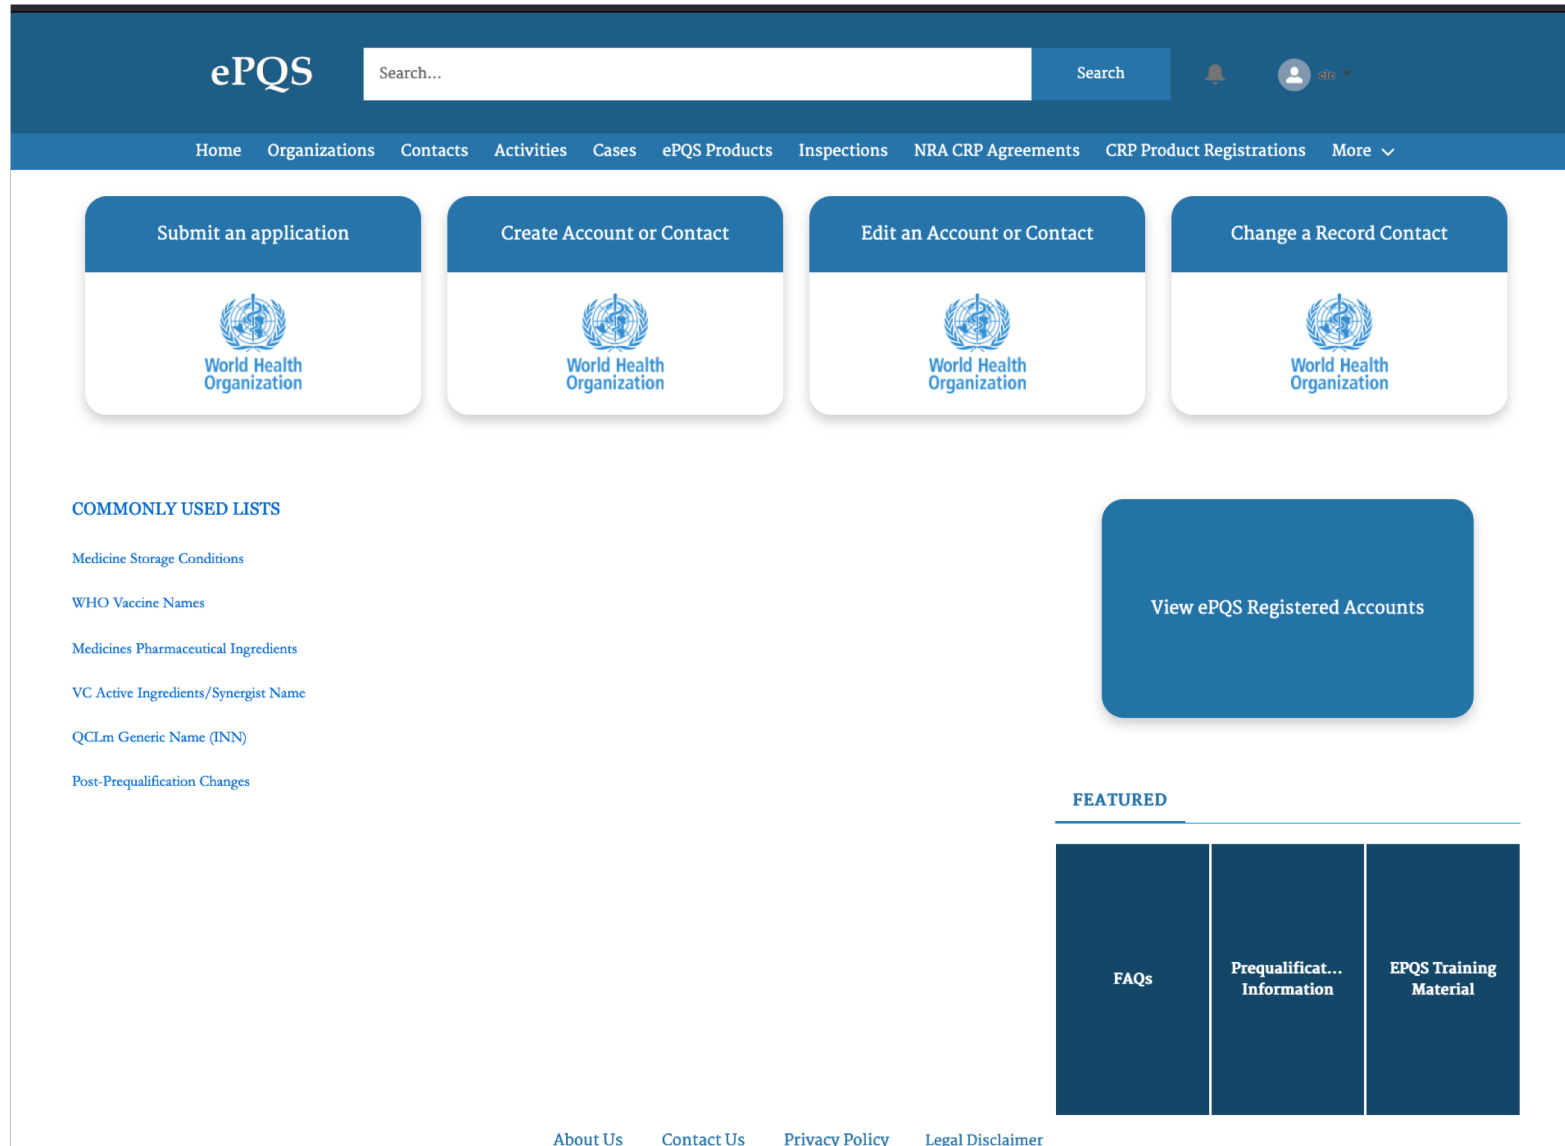 ePQS
Search...
Search
clc
Home Organizations Contacts Activities Cases ePQS Products Inspections NRA CRP Agreements CRP Product Registrations More
Submit an application
World Health
Organization
Create Account or Contact
World Health
Organization
Edit an Account or Contact
World Health
Organization
Change a Record Contact
World Health
Organization
COMMONLY USED LISTS
Medicine Storage Conditions
WHO Vaccine Names
Medicines Pharmaceutical Ingredients
VC Active Ingredients/Synergist Name
QCLm Generic Name (INN)
Post-Prequalification Changes
View ePQS Registered Accounts
FEATURED
FAQs
Prequalificat...
Information
EPQS Training
Material
About Us Contact Us Privacy Policy Legal Disclaimer